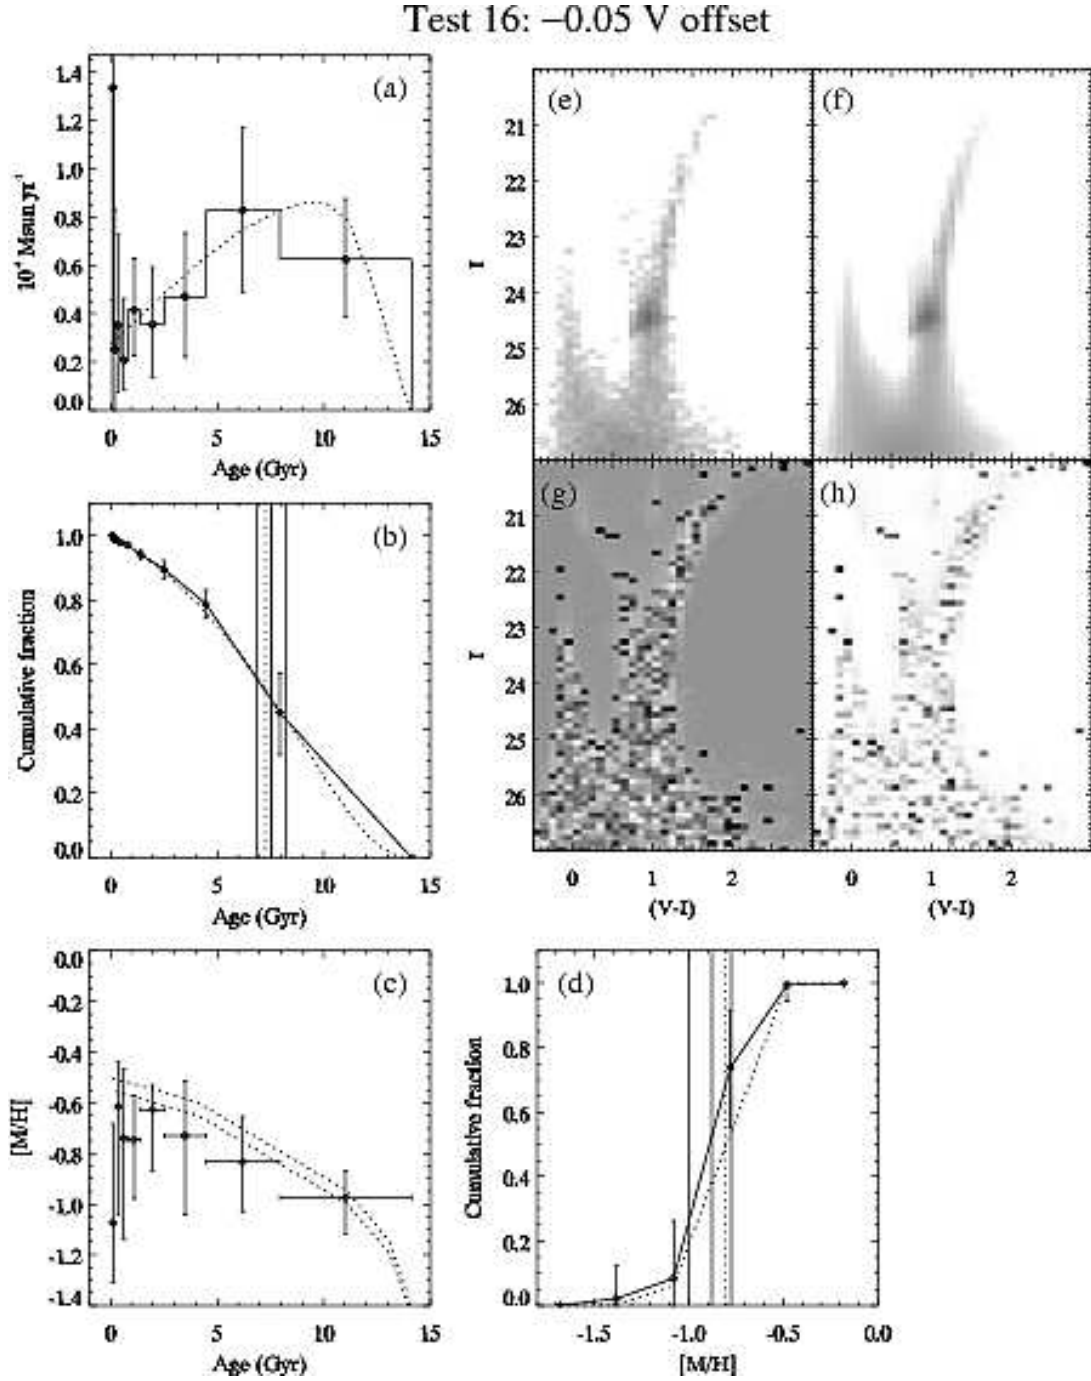 Test 16: −0.05 V offset
(a)
1.4
1.2
1.0
0.8
0.6
0.4
0.2
0.0
10⁻⁴ Msun yr⁻¹
0 5 10 15
Age (Gyr)
(b)
1.0
0.8
0.6
0.4
0.2
0.0
Cumulative fraction
0 5 10 15
Age (Gyr)
(c)
0.0
-0.2
-0.4
-0.6
-0.8
-1.0
-1.2
-1.4
[M/H]
0 5 10 15
Age (Gyr)
(e)
(f)
21
22
23
24
25
26
I
(g)
(h)
21
22
23
24
25
26
I
0 1 2
(V-I)
0 1 2
(V-I)
(d)
1.0
0.8
0.6
0.4
0.2
0.0
Cumulative fraction
-1.5 -1.0 -0.5 0.0
[M/H]